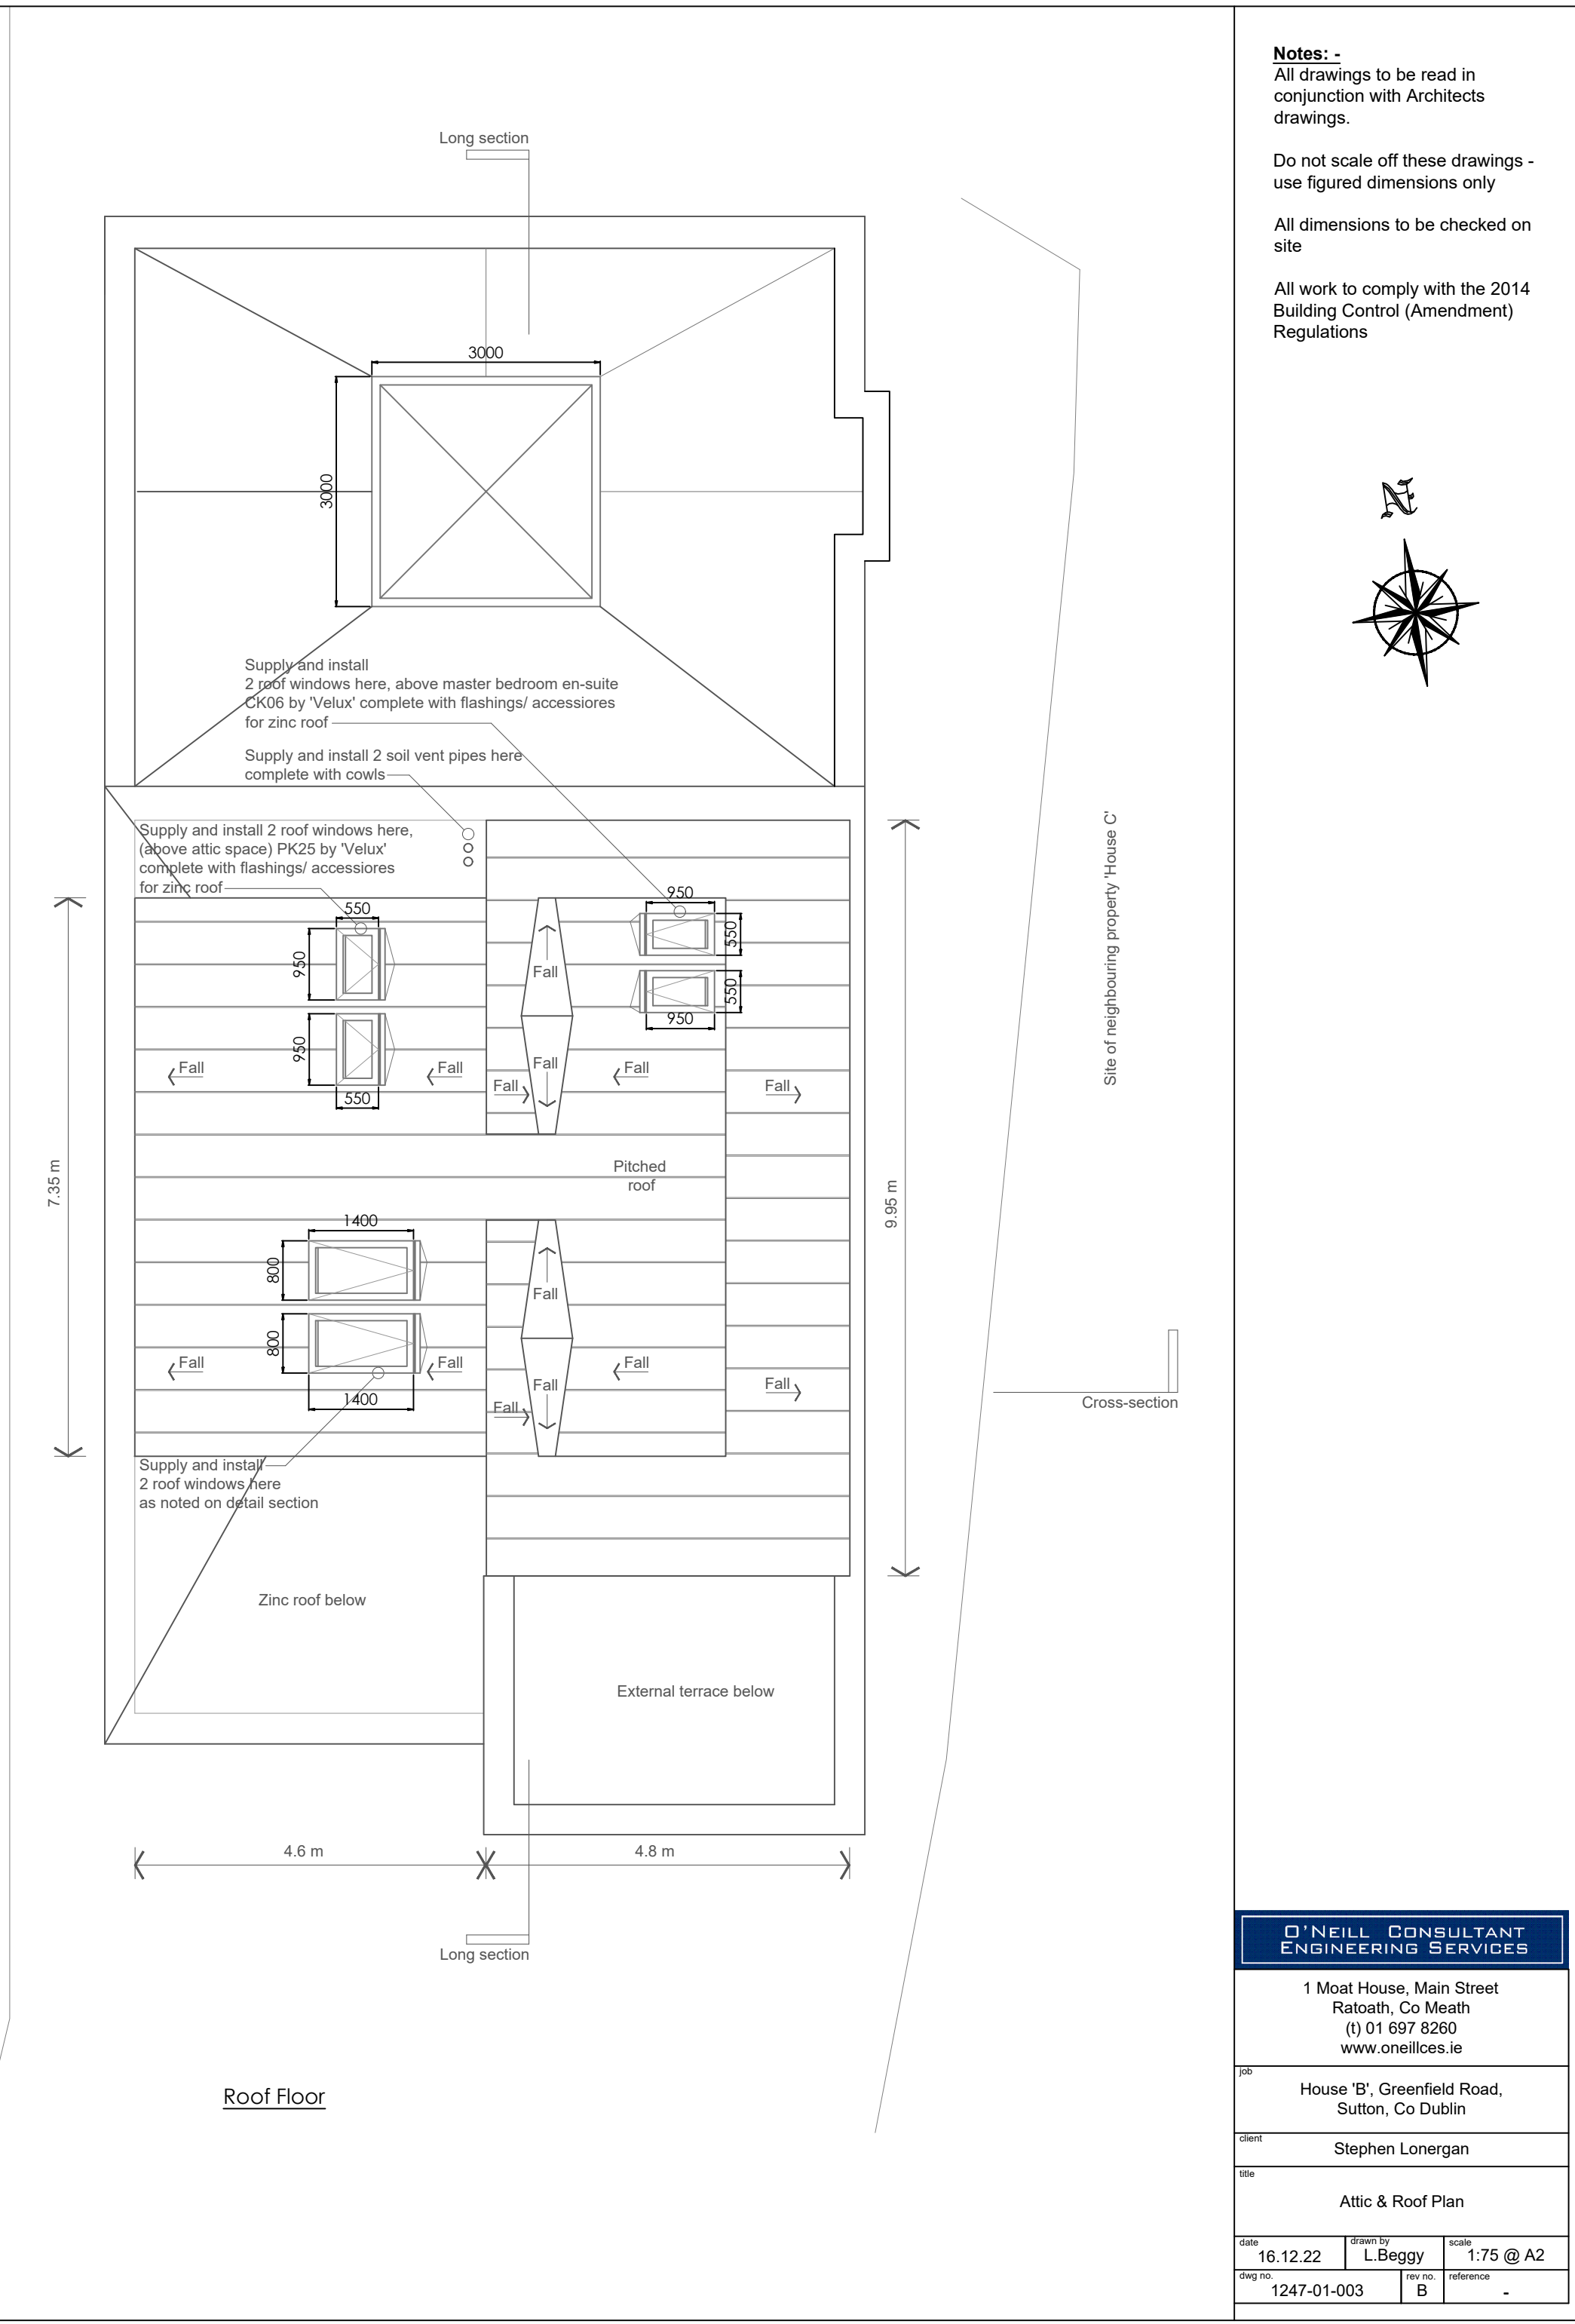 Long section
3000
3000
Supply and install
2 roof windows here, above master bedroom en-suite
CK06 by 'Velux' complete with flashings/ accessiores
for zinc roof
Supply and install 2 soil vent pipes here
complete with cowls
Supply and install 2 roof windows here,
(above attic space) PK25 by 'Velux'
complete with flashings/ accessiores
for zinc roof
550
950
950
550
950
550
550
950
Fall
Fall
Fall
Fall
Fall
Fall
Fall
7.35 m
9.95 m
Pitched
roof
1400
800
800
1400
Fall
Fall
Fall
Fall
Fall
Fall
Fall
Supply and install
2 roof windows here
as noted on detail section
Zinc roof below
External terrace below
4.6 m
4.8 m
Long section
Site of neighbouring property 'House C'
Cross-section
Roof Floor
Notes: -
All drawings to be read in
conjunction with Architects
drawings.
Do not scale off these drawings -
use figured dimensions only
All dimensions to be checked on
site
All work to comply with the 2014
Building Control (Amendment)
Regulations
N
O'Neill Consultant
Engineering Services
1 Moat House, Main Street
Ratoath, Co Meath
(t) 01 697 8260
www.oneillces.ie
job
House 'B', Greenfield Road,
Sutton, Co Dublin
client
Stephen Lonergan
title
Attic & Roof Plan
date
16.12.22
drawn by
L.Beggy
scale
1:75 @ A2
dwg no.
1247-01-003
rev no.
B
reference
-